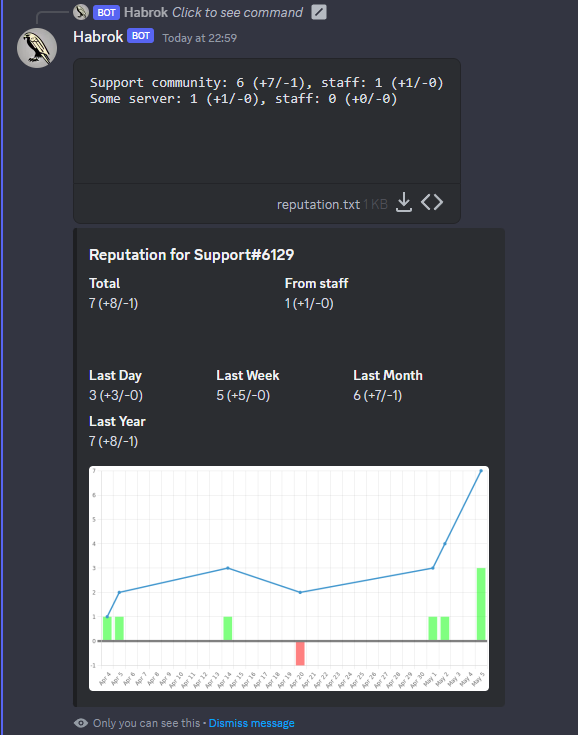 BOT Habrok Click to see command
Habrok BOT Today at 22:59
Support community: 6 (+7/-1), staff: 1 (+1/-0)
Some server: 1 (+1/-0), staff: 0 (+0/-0)
reputation.txt 1 KB
Reputation for Support#6129
Total From staff
7 (+8/-1) 1 (+1/-0)
Last Day Last Week Last Month
3 (+3/-0) 5 (+5/-0) 6 (+7/-1)
Last Year
7 (+8/-1)
7
6
5
4
3
2
1
0
-1
Apr 4 Apr 5 Apr 6 Apr 7 Apr 8 Apr 9 Apr 10 Apr 11 Apr 12 Apr 13 Apr 14 Apr 15 Apr 16 Apr 17 Apr 18 Apr 19 Apr 20 Apr 21 Apr 22 Apr 23 Apr 24 Apr 25 Apr 26 Apr 27 Apr 28 Apr 29 Apr 30 May 1 May 2 May 3 May 4 May 5
Only you can see this • Dismiss message